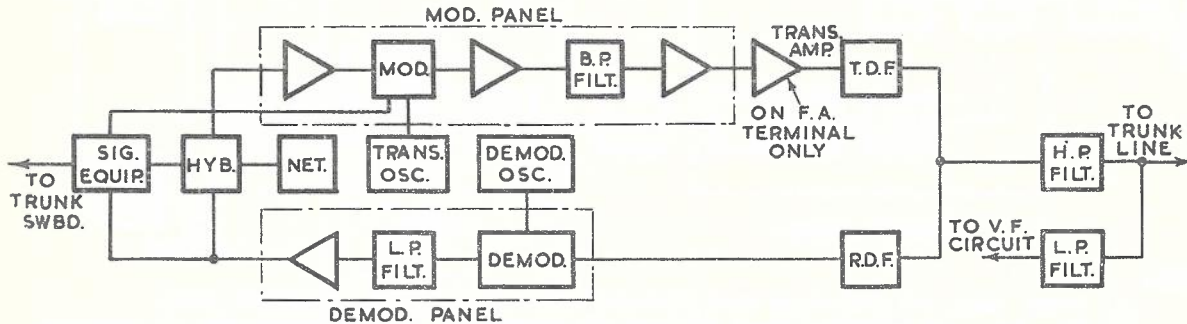 MOD. PANEL
MOD.
B.P.
FILT.
TRANS.
AMP.
T.D.F.
ON F.A.
TERMINAL
ONLY
TO
TRUNK
SWBD.
SIG.
EQUIP.
HYB.
NET.
TRANS.
OSC.
DEMOD.
OSC.
H.P.
FILT.
TO
TRUNK
LINE
L.P.
FILT.
DEMOD.
R.D.F.
TO V.F.
CIRCUIT
L.P.
FILT.
DEMOD. PANEL